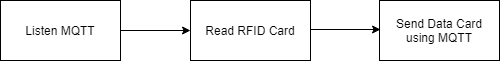 Listen MQTT
Read RFID Card
Send Data Card
using MQTT